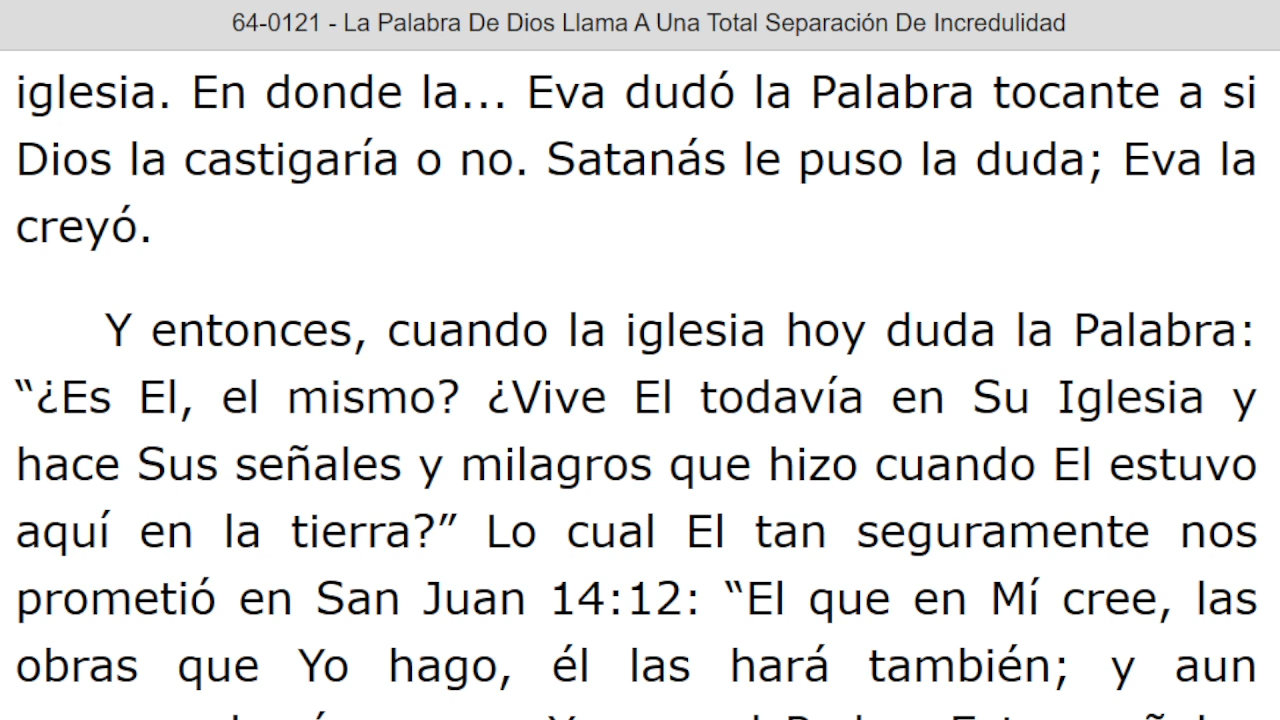 64-0121 - La Palabra De Dios Llama A Una Total Separación De Incredulidad
iglesia. En donde la... Eva dudó la Palabra tocante a si
Dios la castigaría o no. Satanás le puso la duda; Eva la
creyó.
Y entonces, cuando la iglesia hoy duda la Palabra:
“¿Es El, el mismo? ¿Vive El todavía en Su Iglesia y
hace Sus señales y milagros que hizo cuando El estuvo
aquí en la tierra?” Lo cual El tan seguramente nos
prometió en San Juan 14:12: “El que en Mí cree, las
obras que Yo hago, él las hará también; y aun